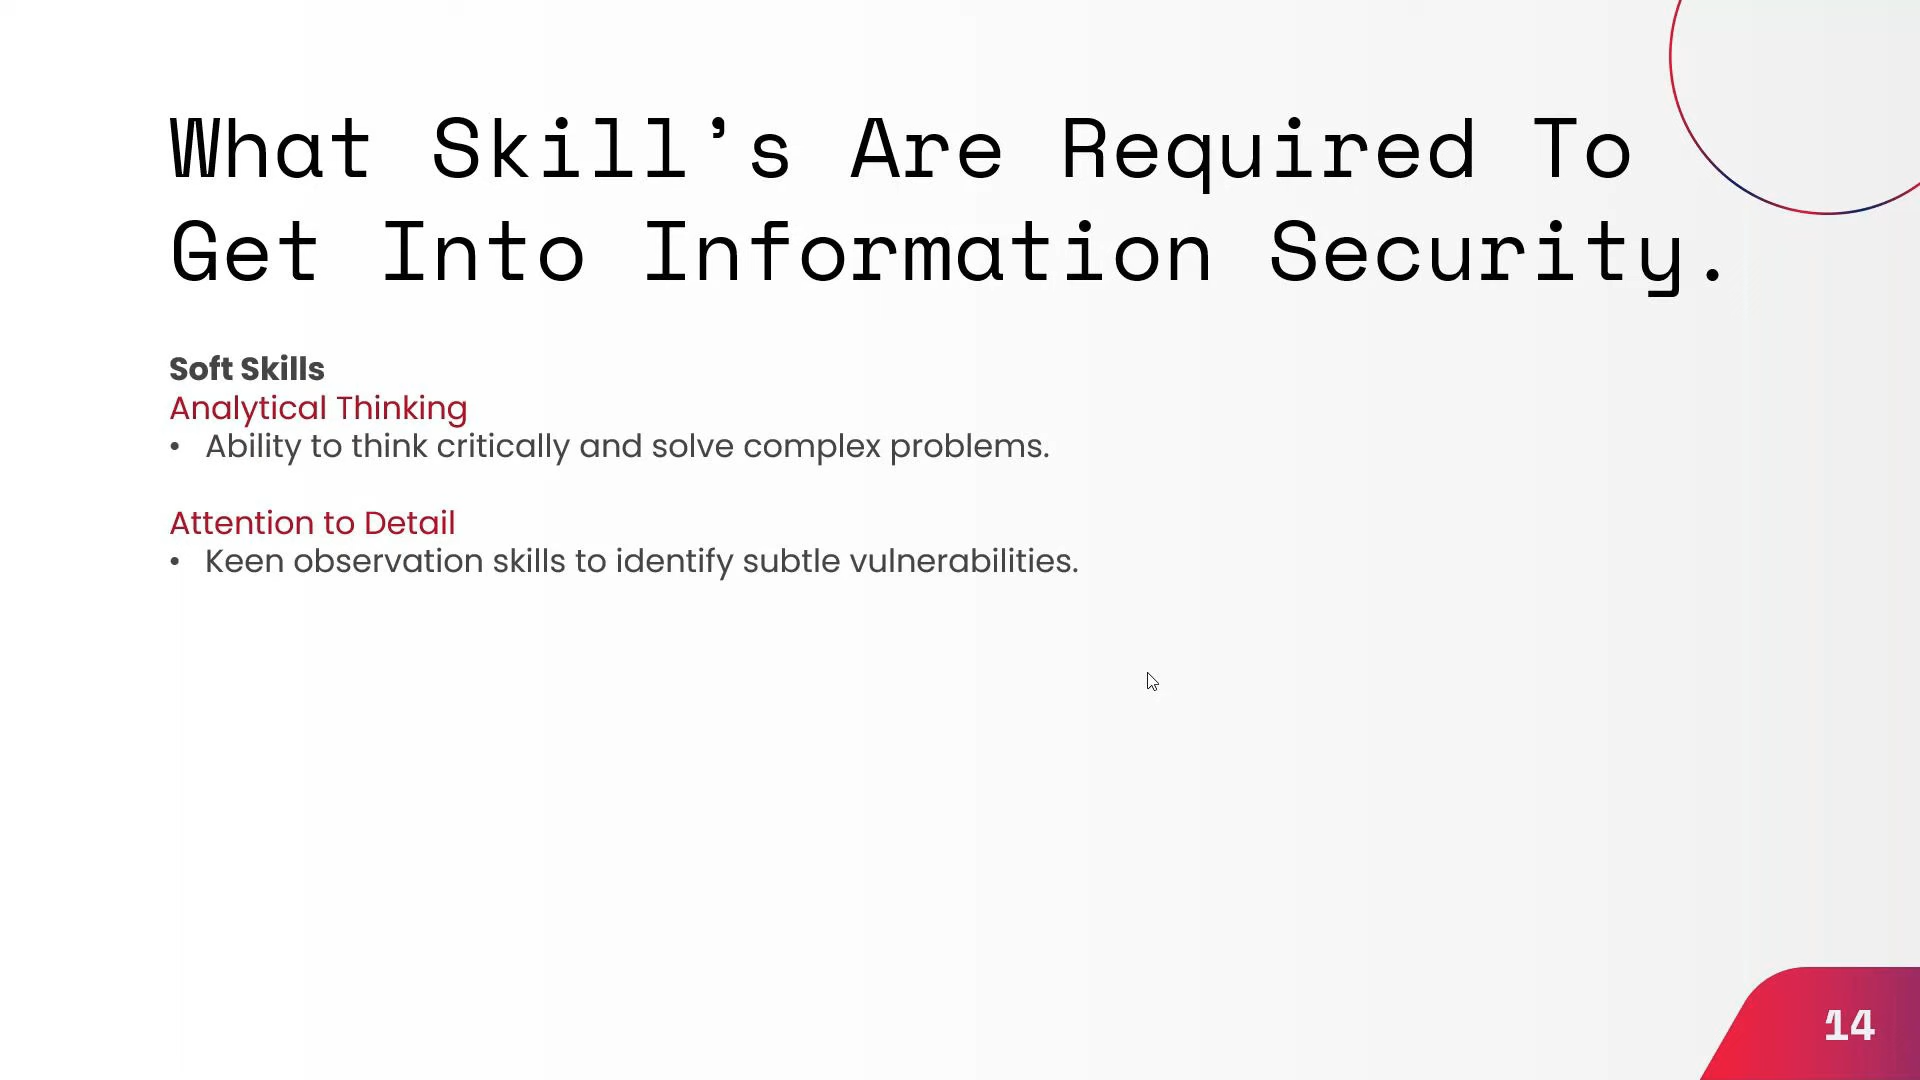 What Skill's Are Required To
Get Into Information Security.
Soft Skills
Analytical Thinking
• Ability to think critically and solve complex problems.
Attention to Detail
• Keen observation skills to identify subtle vulnerabilities.
14